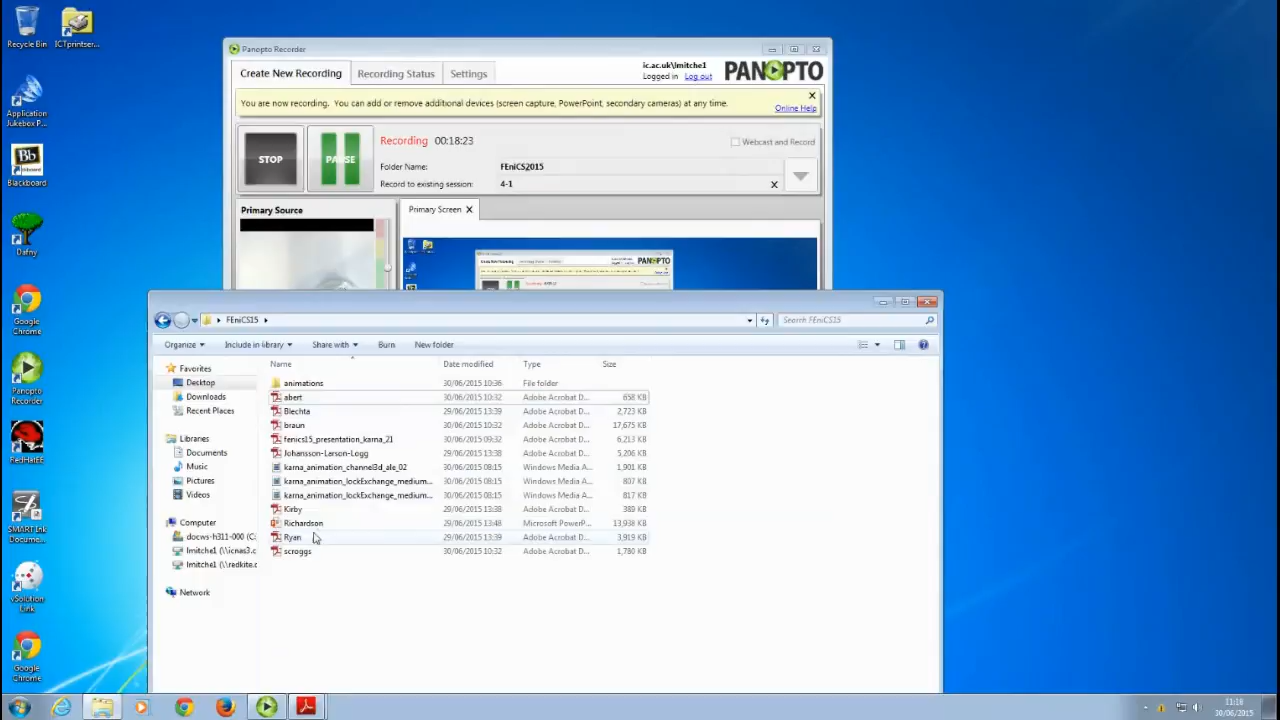 Recycle Bin
ICTprintser...
Application
Jukebox P...
Blackboard
Dafny
Google
Chrome
Panopto
Recorder
RedHatEE
SMART Ink
Docume...
vSolution
Link
Google
Chrome
Panopto Recorder
Create New Recording
Recording Status
Settings
ic.ac.uk\lmitche1
Logged in Log out
PANOPTO
You are now recording. You can add or remove additional devices (screen capture, PowerPoint, secondary cameras) at any time.
Online Help
STOP
PAUSE
Recording 00:18:23
Webcast and Record
Folder Name: FEniCS2015
Record to existing session: 4-1
Primary Source
Primary Screen
FEniCS15
Search FEniCS15
Organize Include in library Share with Burn New folder
Name Date modified Type Size
Favorites
Desktop
Downloads
Recent Places
Libraries
Documents
Music
Pictures
Videos
Computer
docws-h311-000 (C:
lmitche1 (\\icnas3.c
lmitche1 (\\redkite.c
Network
animations 30/06/2015 10:36 File folder
abert 30/06/2015 10:32 Adobe Acrobat D... 658 KB
Blechta 29/06/2015 13:39 Adobe Acrobat D... 2,723 KB
braun 30/06/2015 10:32 Adobe Acrobat D... 17,675 KB
fenics15_presentation_karna_21 30/06/2015 09:32 Adobe Acrobat D... 6,213 KB
Johansson-Larson-Logg 29/06/2015 13:38 Adobe Acrobat D... 5,206 KB
karna_animation_channel3d_ale_02 30/06/2015 08:15 Windows Media A... 1,901 KB
karna_animation_lockExchange_medium... 30/06/2015 08:15 Windows Media A... 807 KB
karna_animation_lockExchange_medium... 30/06/2015 08:15 Windows Media A... 817 KB
Kirby 29/06/2015 13:38 Adobe Acrobat D... 389 KB
Richardson 29/06/2015 13:48 Microsoft PowerP... 13,938 KB
Ryan 29/06/2015 13:39 Adobe Acrobat D... 3,919 KB
scroggs 30/06/2015 10:32 Adobe Acrobat D... 1,780 KB
11:18
30/06/2015